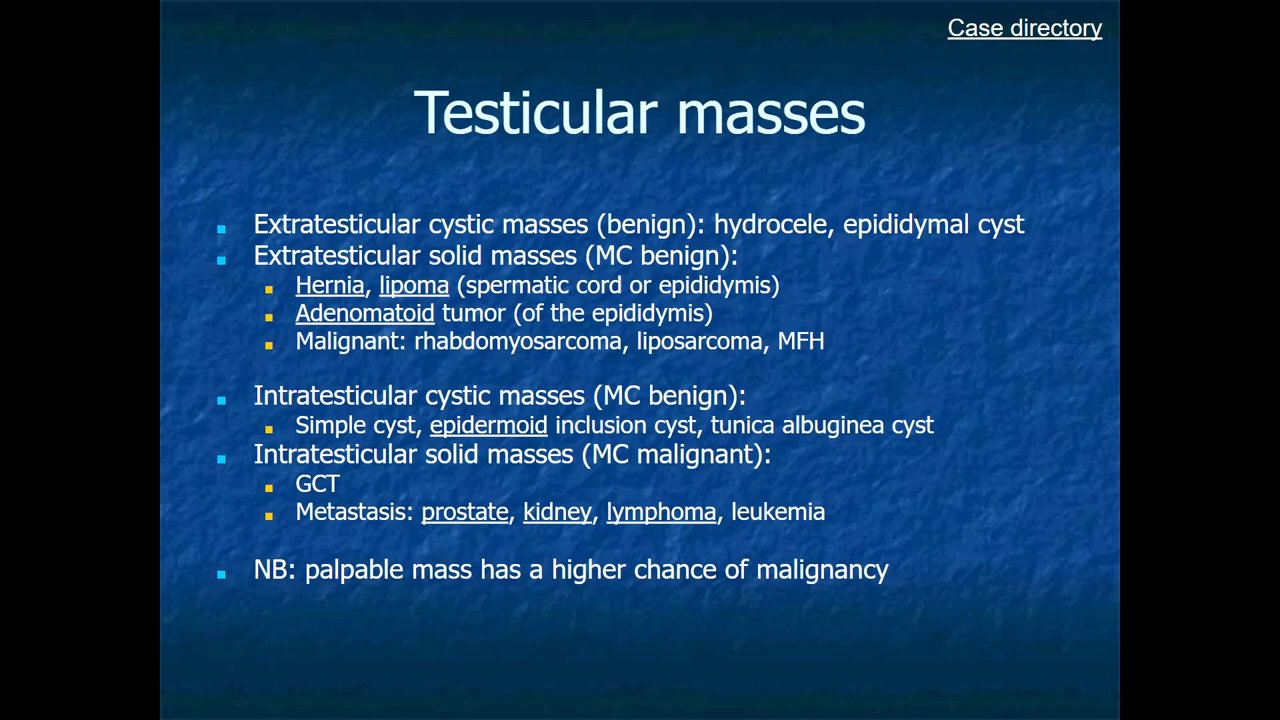 Case directory
Testicular masses
Extratesticular cystic masses (benign): hydrocele, epididymal cyst
Extratesticular solid masses (MC benign):
Hernia, lipoma (spermatic cord or epididymis)
Adenomatoid tumor (of the epididymis)
Malignant: rhabdomyosarcoma, liposarcoma, MFH
Intratesticular cystic masses (MC benign):
Simple cyst, epidermoid inclusion cyst, tunica albuginea cyst
Intratesticular solid masses (MC malignant):
GCT
Metastasis: prostate, kidney, lymphoma, leukemia
NB: palpable mass has a higher chance of malignancy